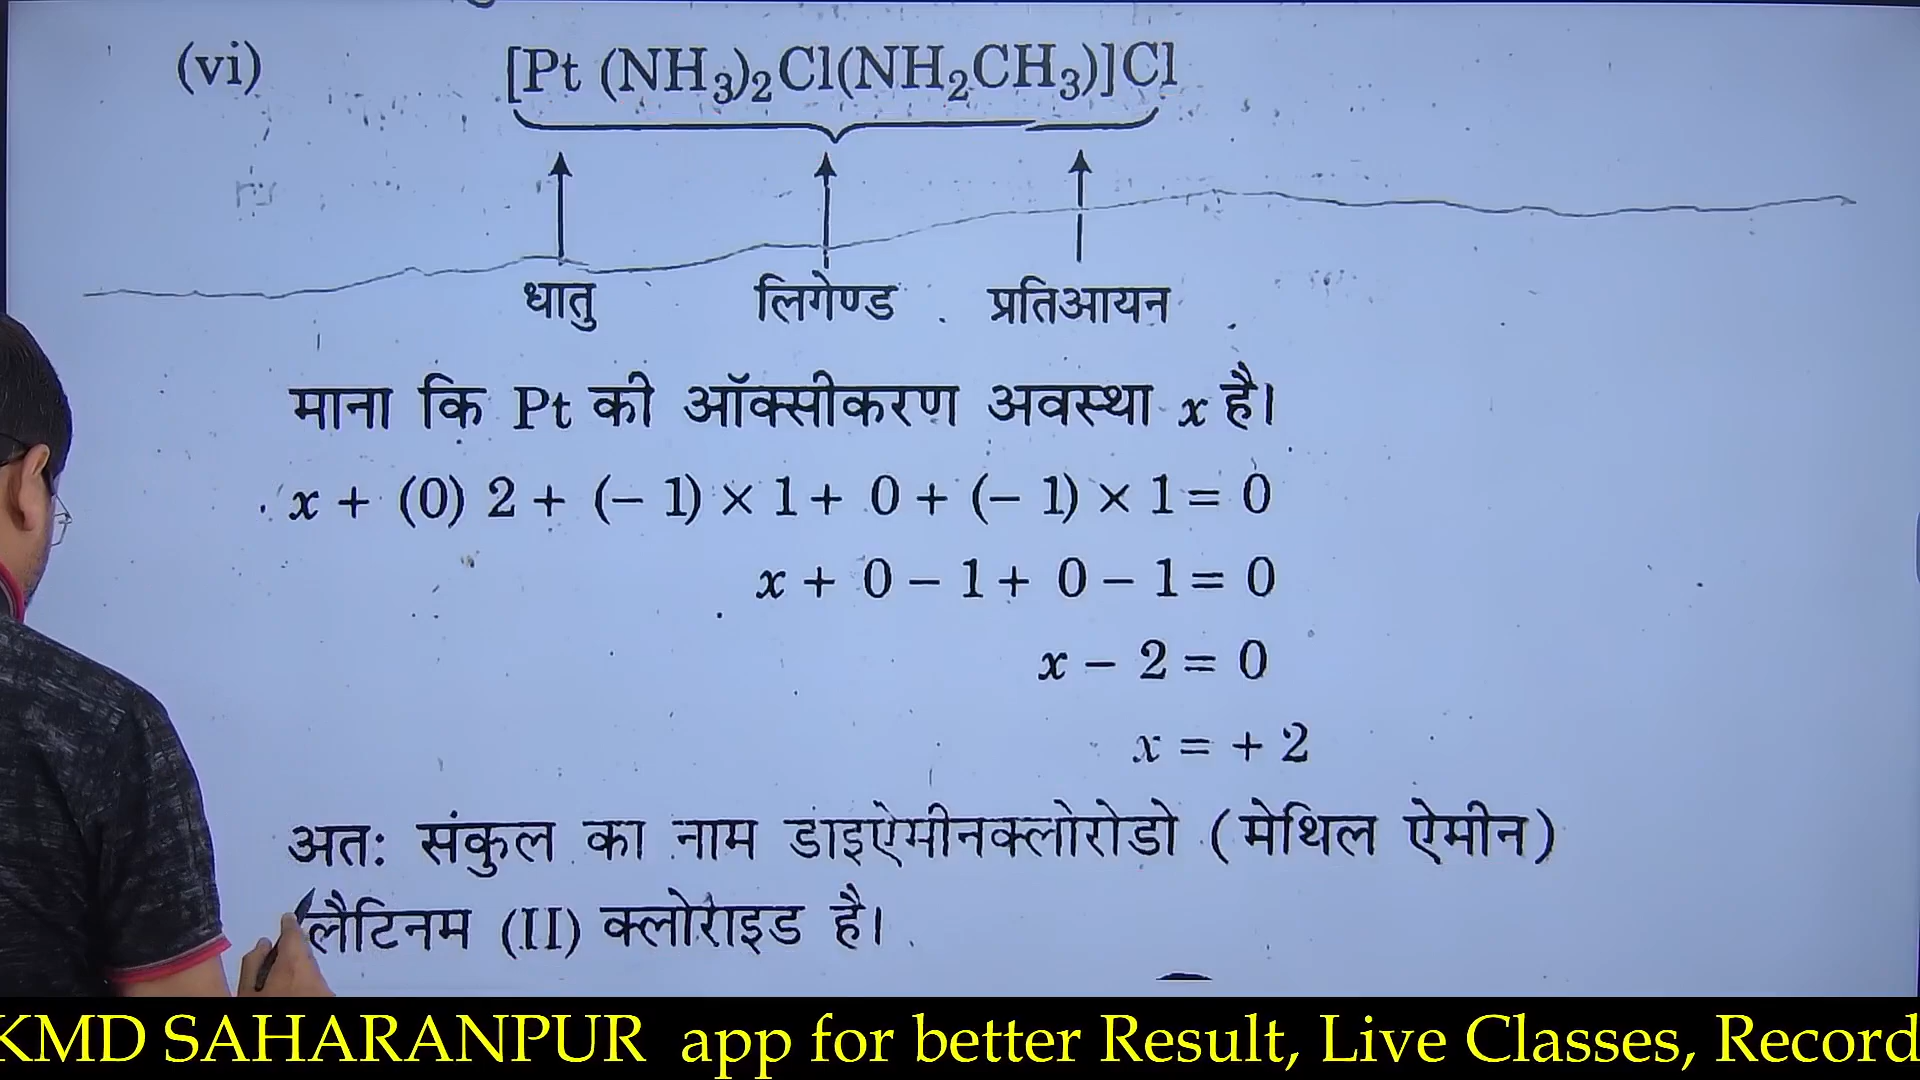 (vi) [Pt (NH₃)₂Cl(NH₂CH₃)]Cl
धातु लिगेण्ड प्रतिआयन
माना कि Pt की ऑक्सीकरण अवस्था x है।
x + (0) 2 + (– 1) × 1 + 0 + (– 1) × 1 = 0
x + 0 – 1 + 0 – 1 = 0
x – 2 = 0
x = + 2
अतः संकुल का नाम डाइऐमीनक्लोरोडो (मेथिल ऐमीन)
(II) क्लोराइड है।
KMD SAHARANPUR app for better Result, Live Classes, Record